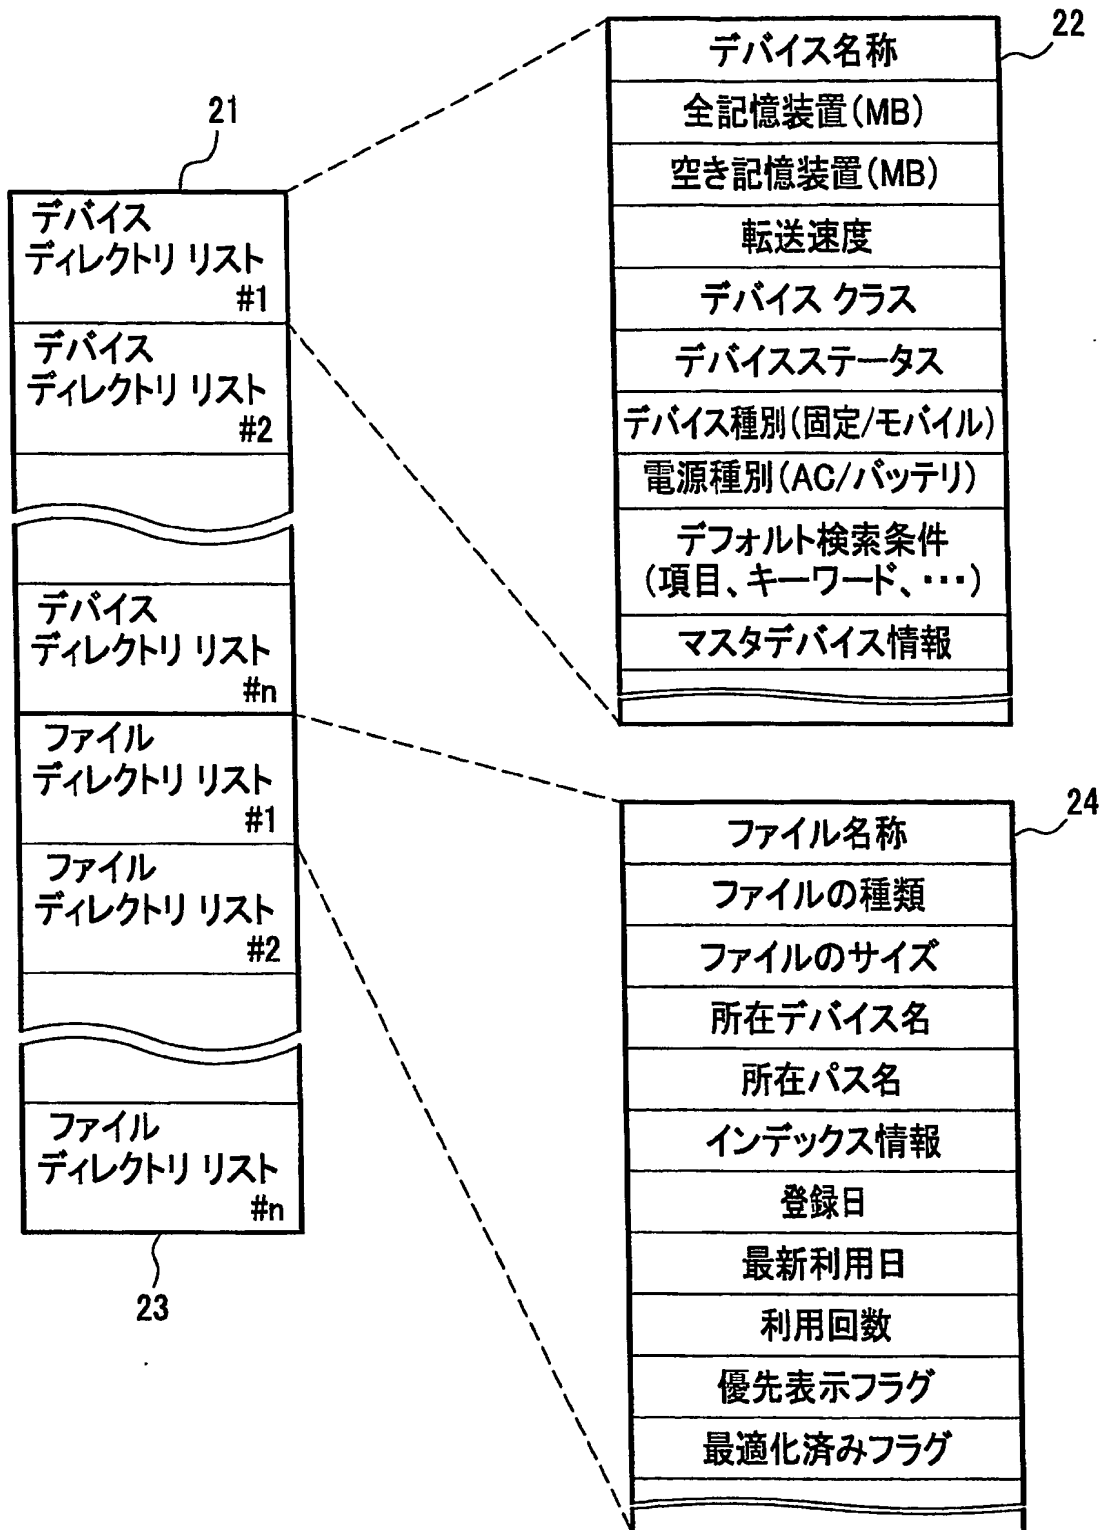 21
デバイス
ディレクトリ リスト
#1
デバイス
ディレクトリ リスト
#2
デバイス
ディレクトリ リスト
#n
ファイル
ディレクトリ リスト
#1
ファイル
ディレクトリ リスト
#2
ファイル
ディレクトリ リスト
#n
23
22
デバイス名称
全記憶装置(MB)
空き記憶装置(MB)
転送速度
デバイス クラス
デバイスステータス
デバイス種別(固定/モバイル)
電源種別(AC/バッテリ)
デフォルト検索条件
(項目、キーワード、・・・)
マスタデバイス情報
24
ファイル名称
ファイルの種類
ファイルのサイズ
所在デバイス名
所在パス名
インデックス情報
登録日
最新利用日
利用回数
優先表示フラグ
最適化済みフラグ